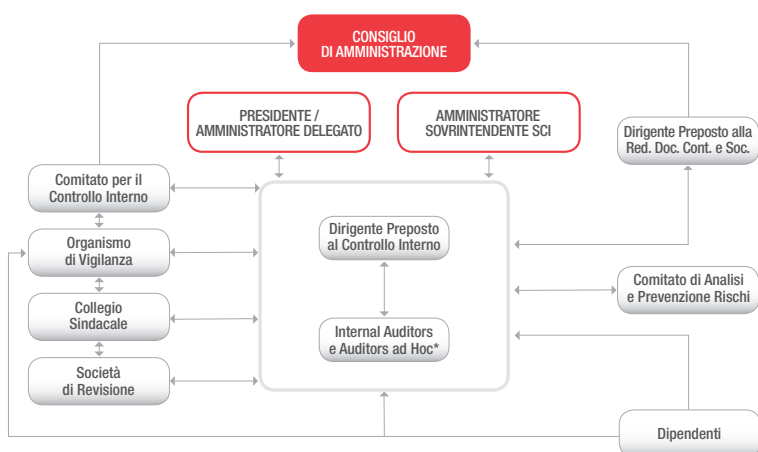 CONSIGLIO
DI AMMINISTRAZIONE
PRESIDENTE /
AMMINISTRATORE DELEGATO
AMMINISTRATORE
SOVRINTENDENTE SCI
Dirigente Preposto alla
Red. Doc. Cont. e Soc.
Comitato per il
Controllo Interno
Organismo
di Vigilanza
Collegio
Sindacale
Società
di Revisione
Dirigente Preposto
al Controllo Interno
Internal Auditors
e Auditors ad Hoc*
Comitato di Analisi
e Prevenzione Rischi
Dipendenti